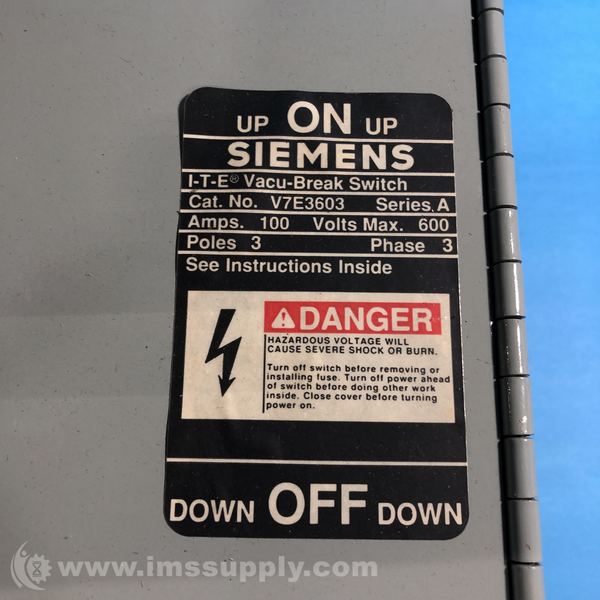 UP ON UP
SIEMENS
I-T-E® Vacu-Break Switch
Cat. No. V7E3603 Series A
Amps. 100 Volts Max. 600
Poles 3 Phase 3
See Instructions Inside
DANGER
HAZARDOUS VOLTAGE WILL
CAUSE SEVERE SHOCK OR BURN.
Turn off switch before removing or
installing fuse. Turn off power ahead
of switch before doing other work
inside. Close cover before turning
power on.
DOWN OFF DOWN
www.imssupply.com